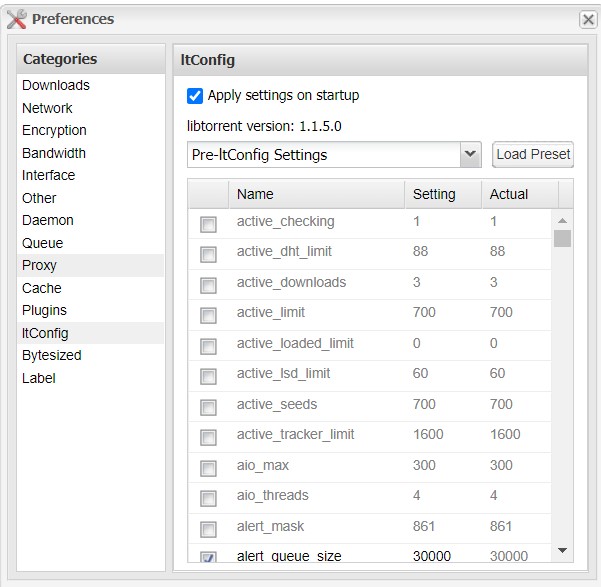 Preferences
Categories
Downloads
Network
Encryption
Bandwidth
Interface
Other
Daemon
Queue
Proxy
Cache
Plugins
ltConfig
Bytesized
Label
ltConfig
Apply settings on startup
libtorrent version: 1.1.5.0
Pre-ltConfig Settings Load Preset
Name Setting Actual
active_checking 1 1
active_dht_limit 88 88
active_downloads 3 3
active_limit 700 700
active_loaded_limit 0 0
active_lsd_limit 60 60
active_seeds 700 700
active_tracker_limit 1600 1600
aio_max 300 300
aio_threads 4 4
alert_mask 861 861
alert_queue_size 30000 30000